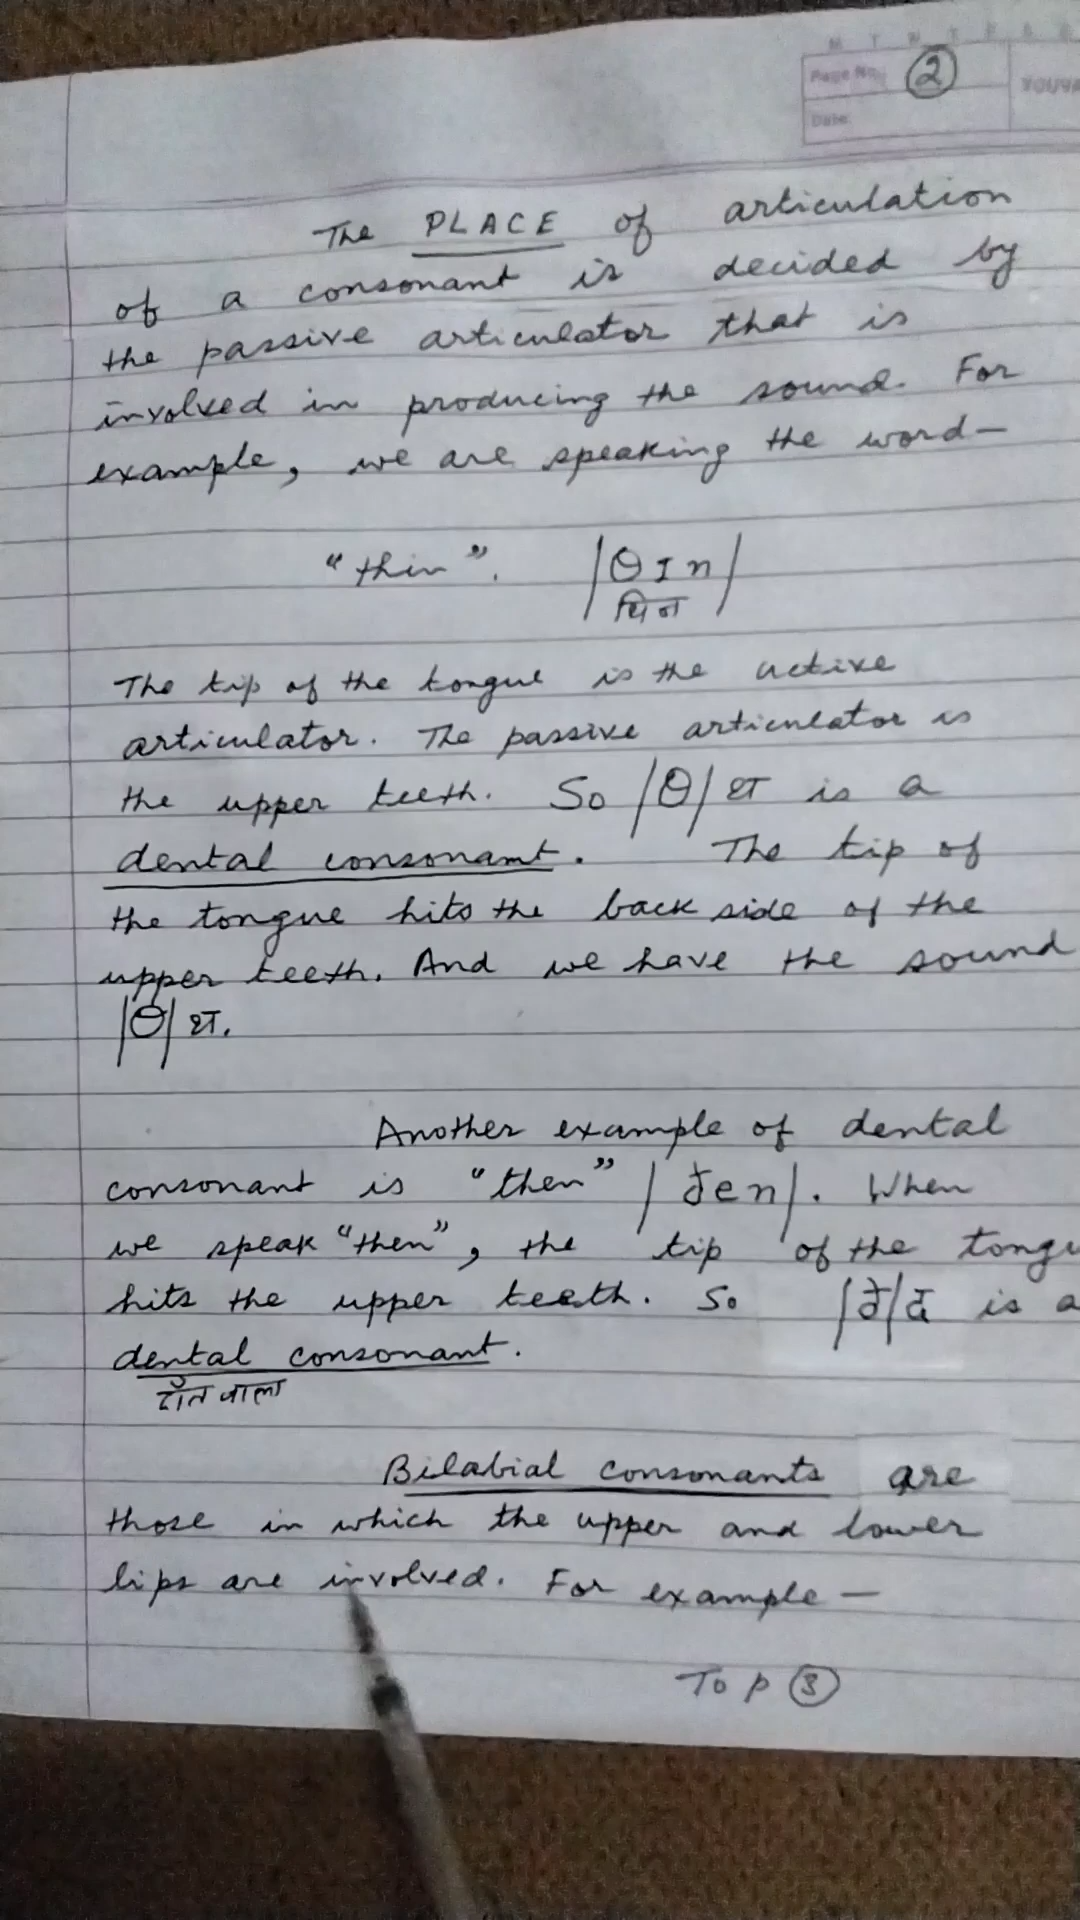 Page No. 2
Date:
YOUVA
The PLACE of articulation
of a consonant is decided by
the passive articulator that is
involved in producing the sound. For
example, we are speaking the word—
"thin". /θɪn/
थिन
The tip of the tongue is the active
articulator. The passive articulator is
the upper teeth. So /θ/ थ is a
dental consonant. The tip of
the tongue hits the back side of the
upper teeth. And we have the sound
/θ/ थ.
Another example of dental
consonant is "then" /ðen/. When
we speak "then", the tip of the tongu
hits the upper teeth. So /ð/ द is a
dental consonant.
दाँत वाला
Bilabial consonants are
those in which the upper and lower
lips are involved. For example —
To p 3